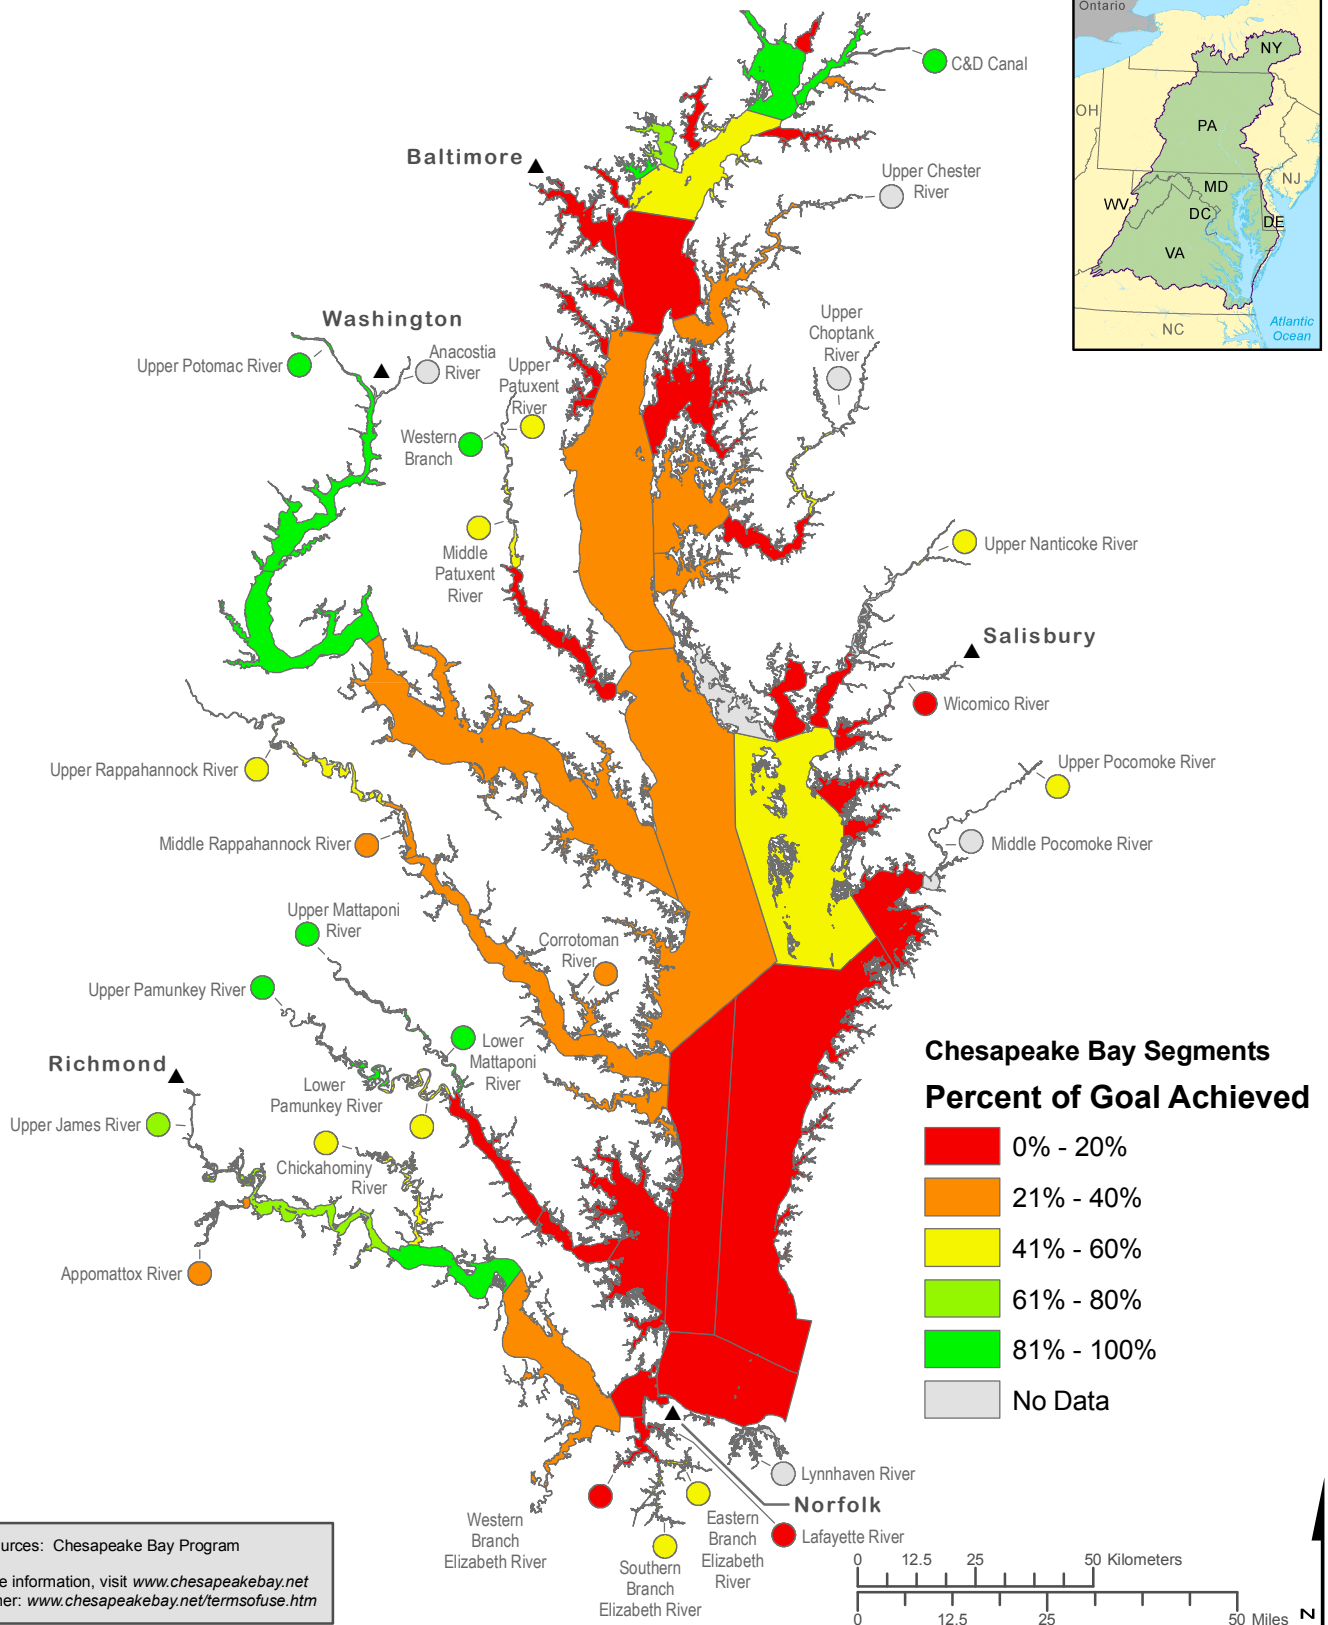 Ontario
NY
OH
PA
NJ
MD
WV
DC
DE
VA
NC
Atlantic
Ocean
C&D Canal
Baltimore
Upper Chester
River
Upper
Choptank
River
Washington
Upper Potomac River
Anacostia
River
Upper
Patuxent
River
Western
Branch
Middle
Patuxent
River
Upper Nanticoke River
Salisbury
Wicomico River
Upper Rappahannock River
Upper Pocomoke River
Middle Rappahannock River
Middle Pocomoke River
Upper Mattaponi
River
Corrotoman
River
Upper Pamunkey River
Lower
Mattaponi
River
Richmond
Lower
Pamunkey River
Upper James River
Chickahominy
River
Appomattox River
Chesapeake Bay Segments
Percent of Goal Achieved
0% - 20%
21% - 40%
41% - 60%
61% - 80%
81% - 100%
No Data
Lynnhaven River
Norfolk
Lafayette River
Western
Branch
Elizabeth River
Eastern
Branch
Elizabeth
River
Southern
Branch
Elizabeth River
0 12.5 25 50 Kilometers
0 12.5 25 50 Miles
N
urces: Chesapeake Bay Program
e information, visit www.chesapeakebay.net
ner: www.chesapeakebay.net/termsofuse.htm